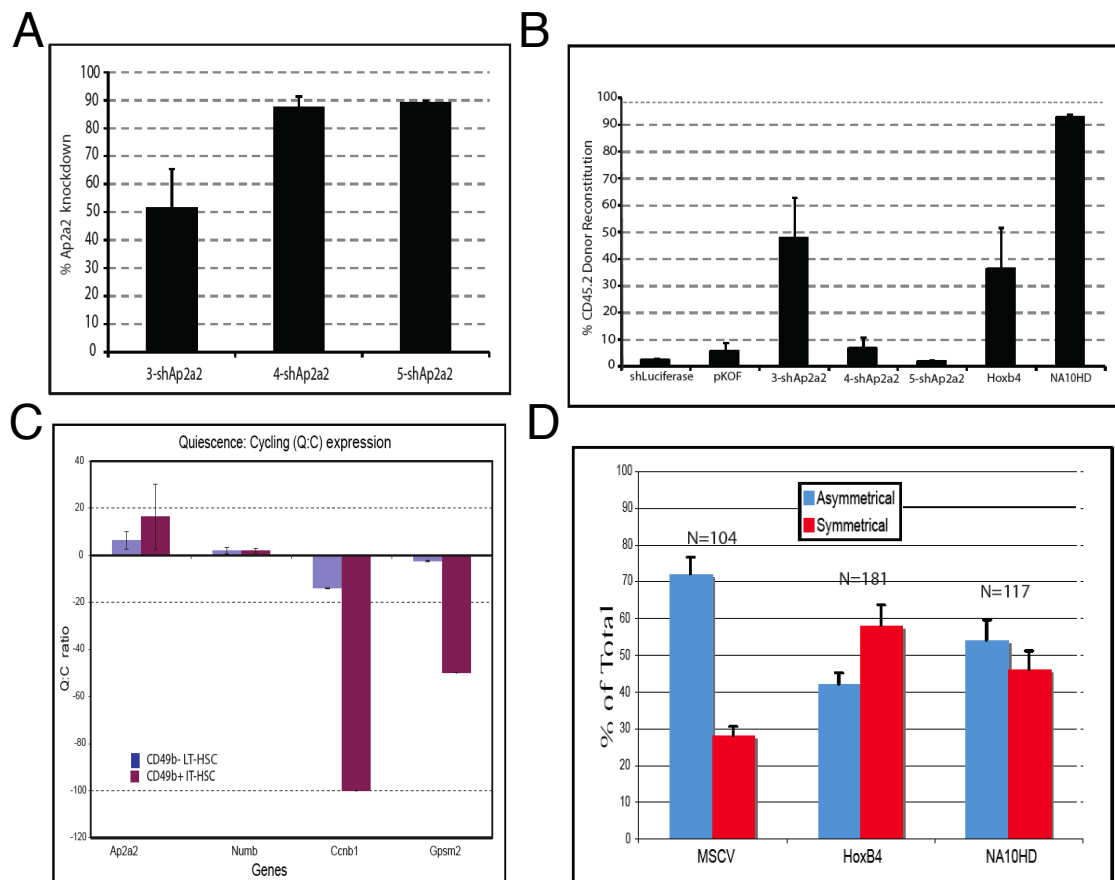 A
% Ap2a2 knockdown
100
90
80
70
60
50
40
30
20
10
0
3-shAp2a2 4-shAp2a2 5-shAp2a2
B
% CD45.2 Donor Reconstitution
100
90
80
70
60
50
40
30
20
10
0
shLuciferase pKOF 3-shAp2a2 4-shAp2a2 5-shAp2a2 Hoxb4 NA10HD
C
Quiescence: Cycling (Q:C) expression
Q:C ratio
40
20
0
-20
-40
-60
-80
-100
-120
CD49b- LT-HSC
CD49b+ IT-HSC
Ap2a2 Numb Ccnb1 Gpsm2
Genes
D
% of Total
100
90
80
70
60
50
40
30
20
10
0
Asymmetrical
Symmetrical
N=104
N=181
N=117
MSCV HoxB4 NA10HD